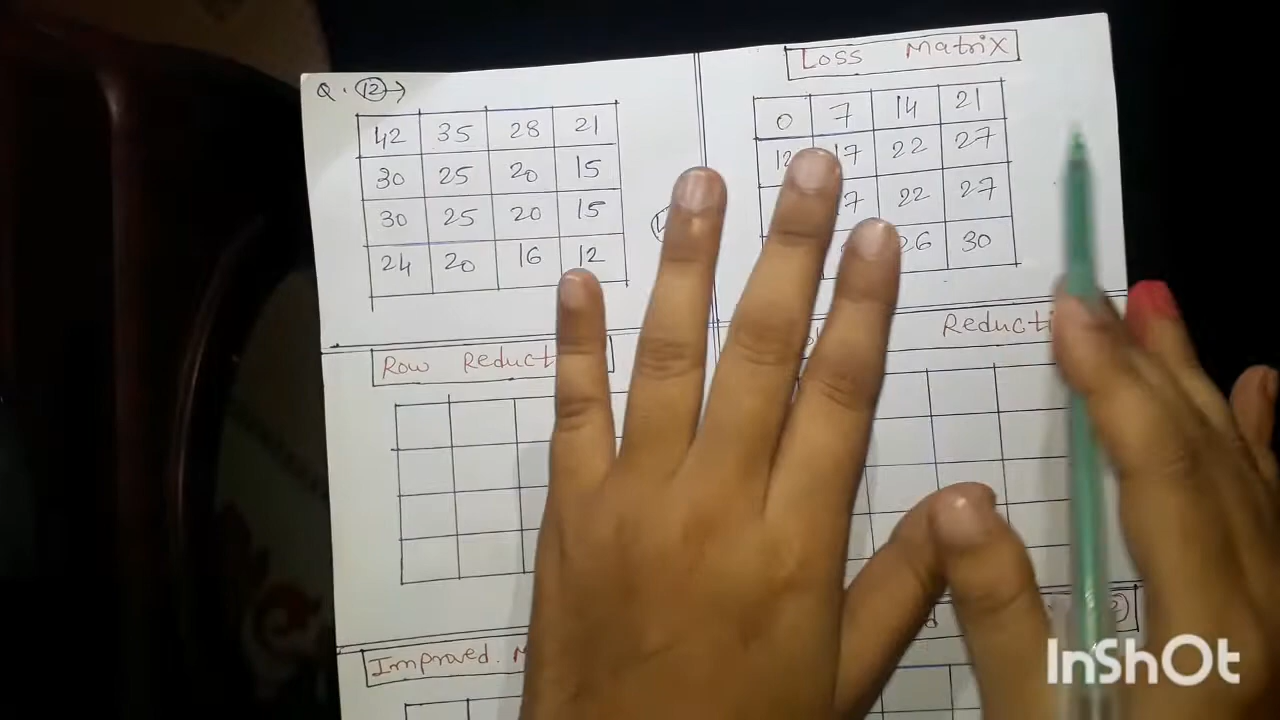 Q. 12 →
42 35 28 21
30 25 20 15
30 25 20 15
24 20 16 12
Loss Matrix
0 7 14 21
12 17 22 27
22 27
30
Row
Reducti
Improved.
InShOt